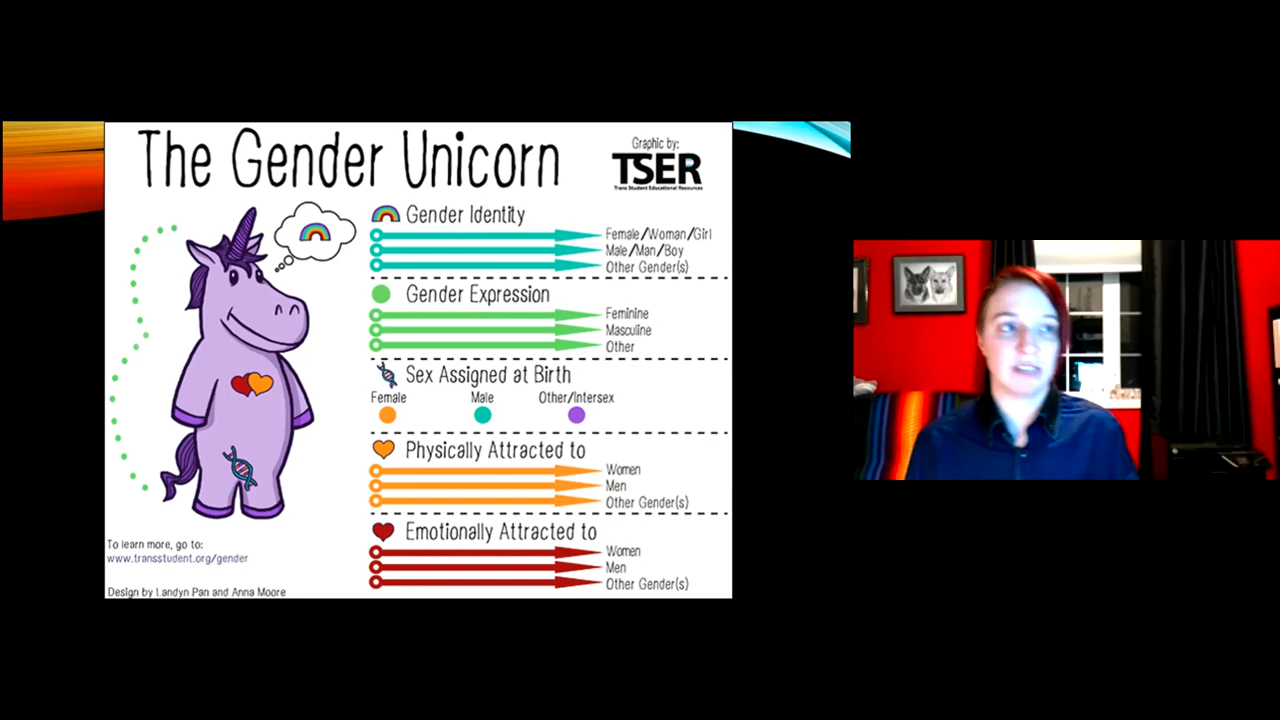 The Gender Unicorn
Graphic by:
TSER
Trans Student Educational Resources
Gender Identity
Female/Woman/Girl
Male/Man/Boy
Other Gender(s)
Gender Expression
Feminine
Masculine
Other
Sex Assigned at Birth
Female Male Other/Intersex
Physically Attracted to
Women
Men
Other Gender(s)
Emotionally Attracted to
Women
Men
Other Gender(s)
To learn more, go to:
www.transstudent.org/gender
Design by Landyn Pan and Anna Moore